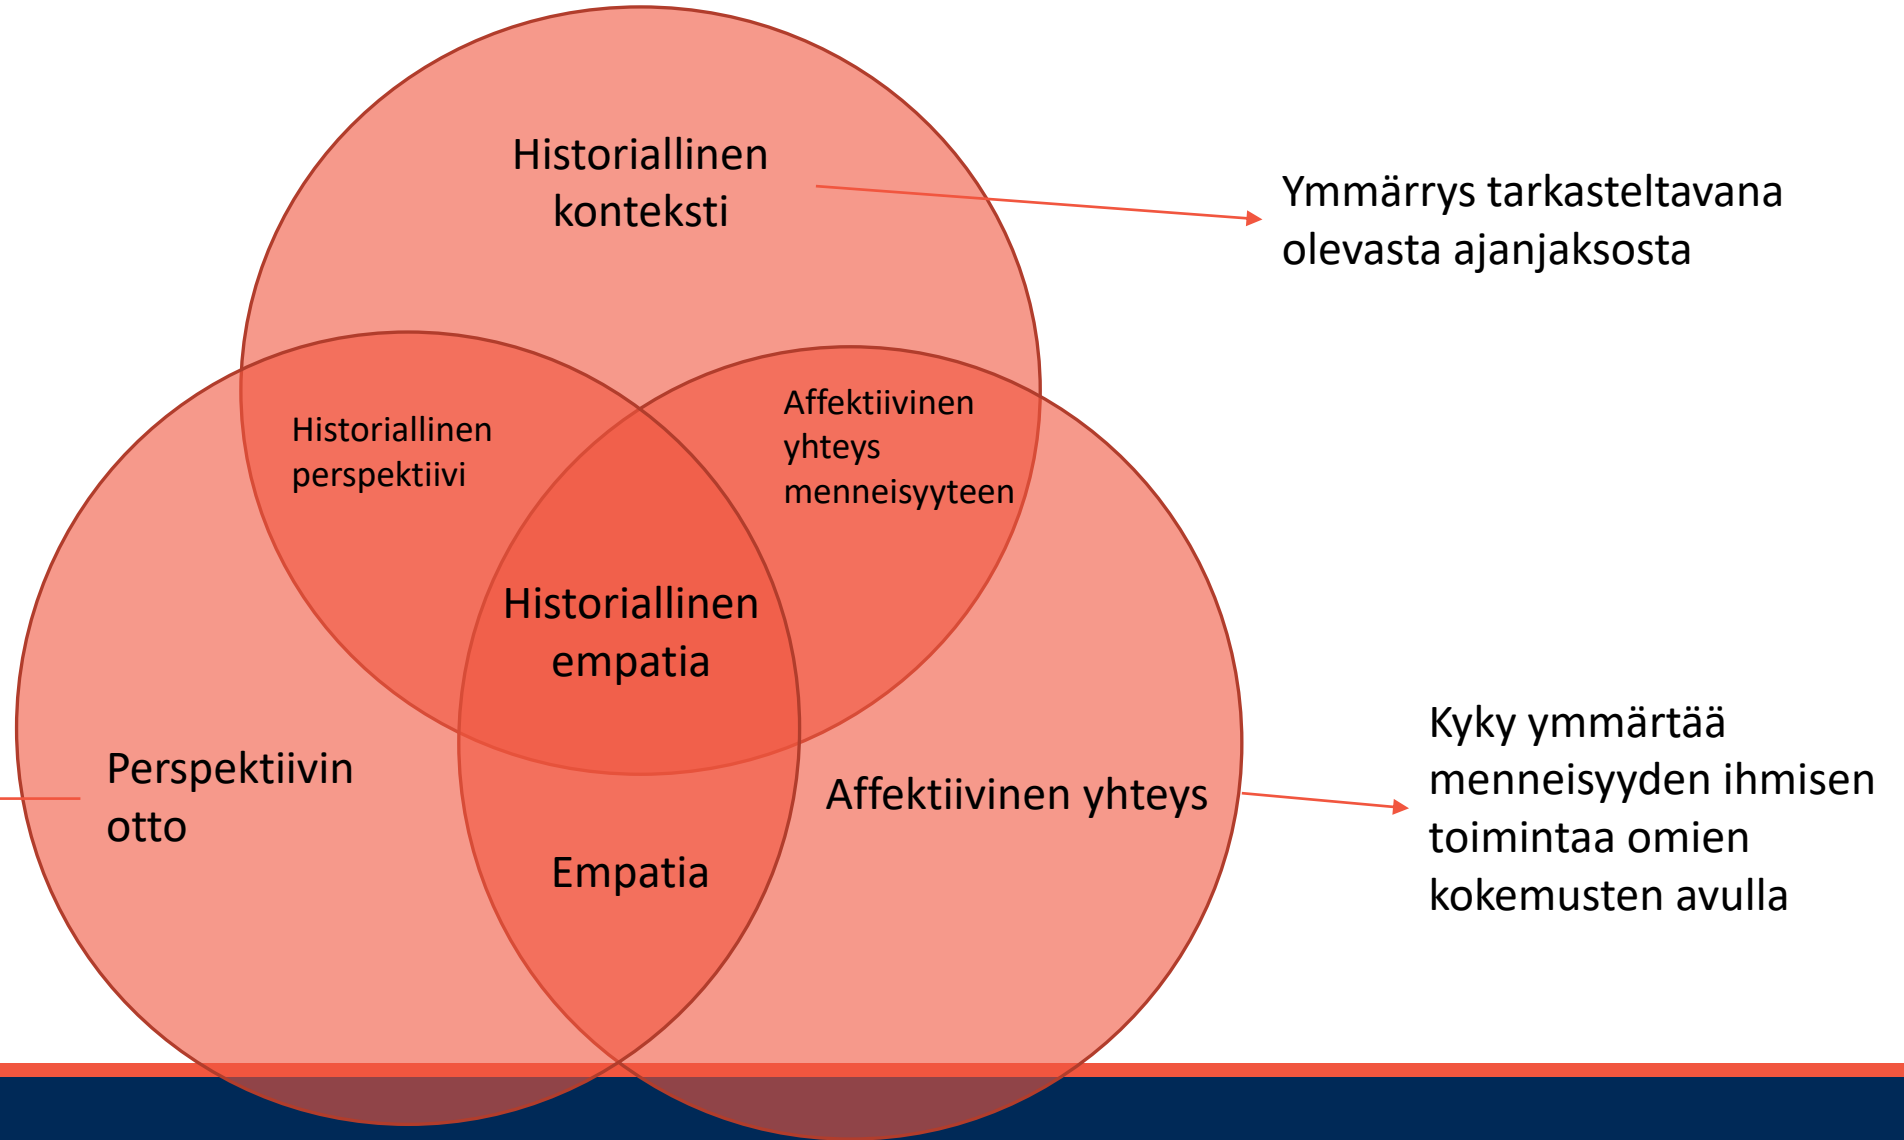 Historiallinen
konteksti
Ymmärrys tarkasteltavana
olevasta ajanjaksosta
Historiallinen
perspektiivi
Affektiivinen
yhteys
menneisyyteen
Historiallinen
empatia
Perspektiivin
otto
Affektiivinen yhteys
Empatia
Kyky ymmärtää
menneisyyden ihmisen
toimintaa omien
kokemusten avulla